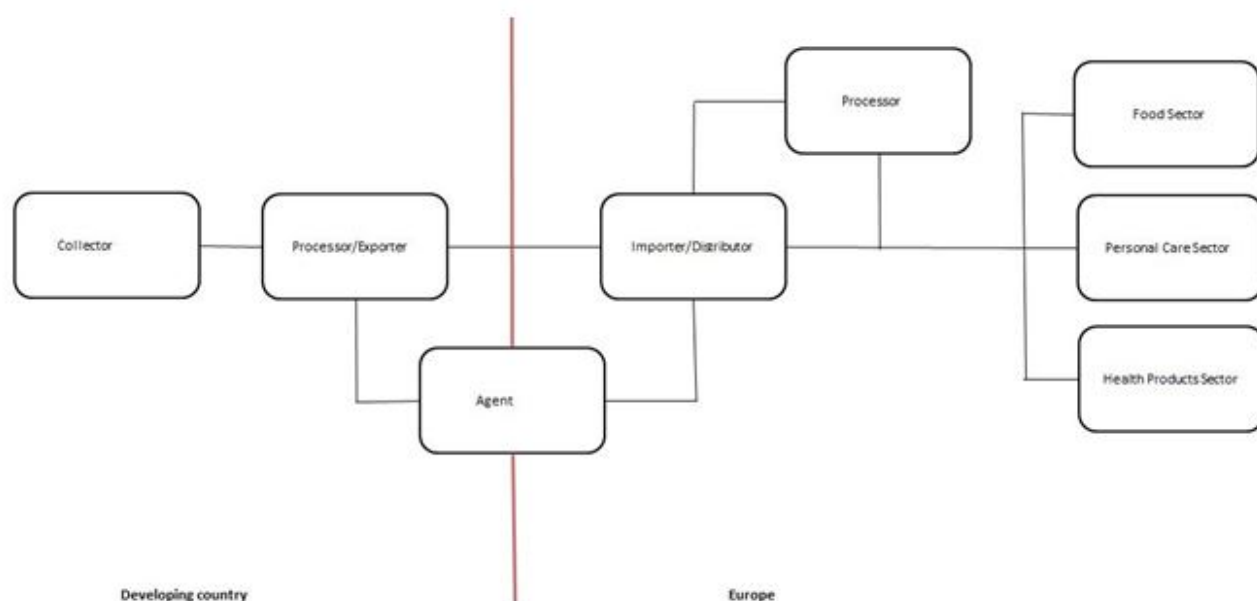 Processor
Food Sector
Collector
Processor/Exporter
Importer/Distributor
Personal Care Sector
Health Products Sector
Agent
Developing country
Europe